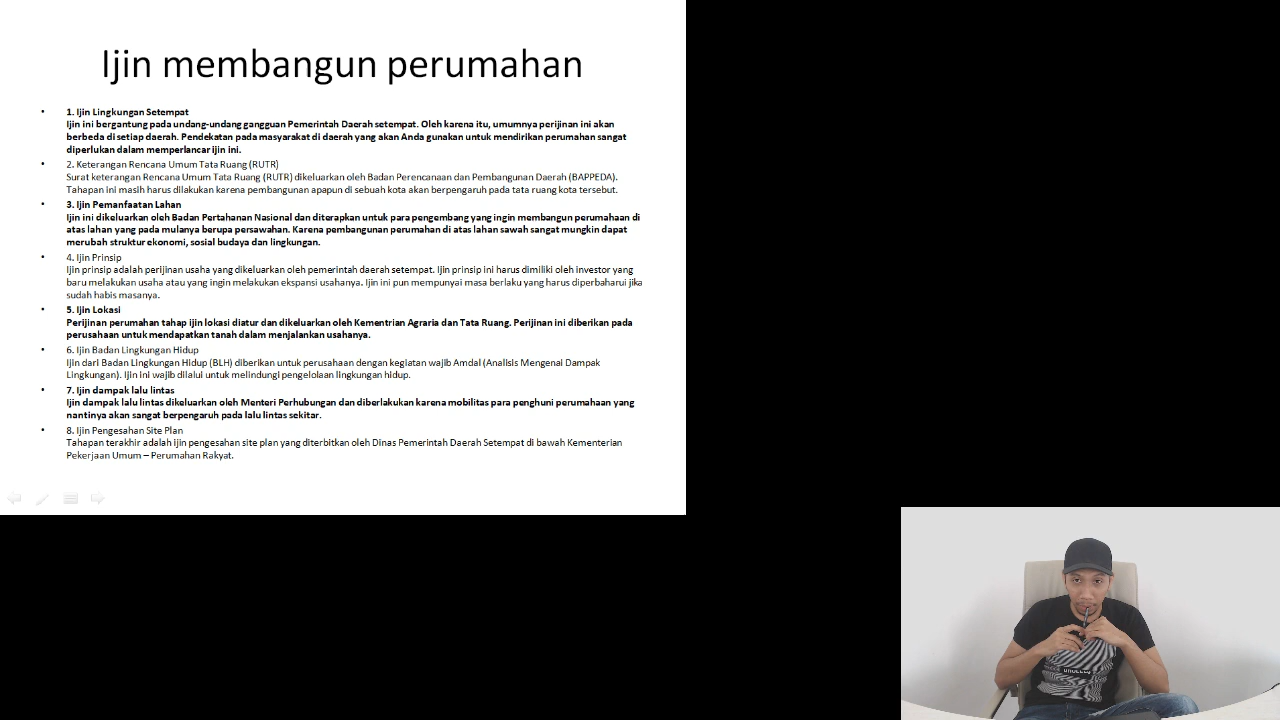 Ijin membangun perumahan
• 1. Ijin Lingkungan Setempat
Ijin ini bergantung pada undang-undang gangguan Pemerintah Daerah setempat. Oleh karena itu, umumnya perijinan ini akan
berbeda di setiap daerah. Pendekatan pada masyarakat di daerah yang akan Anda gunakan untuk mendirikan perumahan sangat
diperlukan dalam memperlancar ijin ini.
• 2. Keterangan Rencana Umum Tata Ruang (RUTR)
Surat keterangan Rencana Umum Tata Ruang (RUTR) dikeluarkan oleh Badan Perencanaan dan Pembangunan Daerah (BAPPEDA).
Tahapan ini masih harus dilakukan karena pembangunan apapun di sebuah kota akan berpengaruh pada tata ruang kota tersebut.
• 3. Ijin Pemanfaatan Lahan
Ijin ini dikeluarkan oleh Badan Pertahanan Nasional dan diterapkan untuk para pengembang yang ingin membangun perumahaan di
atas lahan yang pada mulanya berupa persawahan. Karena pembangunan perumahan di atas lahan sawah sangat mungkin dapat
merubah struktur ekonomi, sosial budaya dan lingkungan.
• 4. Ijin Prinsip
Ijin prinsip adalah perijinan usaha yang dikeluarkan oleh pemerintah daerah setempat. Ijin prinsip ini harus dimiliki oleh investor yang
baru melakukan usaha atau yang ingin melakukan ekspansi usahanya. Ijin ini pun mempunyai masa berlaku yang harus diperbaharui jika
sudah habis masanya.
• 5. Ijin Lokasi
Perijinan perumahan tahap ijin lokasi diatur dan dikeluarkan oleh Kementrian Agraria dan Tata Ruang. Perijinan ini diberikan pada
perusahaan untuk mendapatkan tanah dalam menjalankan usahanya.
• 6. Ijin Badan Lingkungan Hidup
Ijin dari Badan Lingkungan Hidup (BLH) diberikan untuk perusahaan dengan kegiatan wajib Amdal (Analisis Mengenai Dampak
Lingkungan). Ijin ini wajib dilalui untuk melindungi pengelolaan lingkungan hidup.
• 7. Ijin dampak lalu lintas
Ijin dampak lalu lintas dikeluarkan oleh Menteri Perhubungan dan diberlakukan karena mobilitas para penghuni perumahaan yang
nantinya akan sangat berpengaruh pada lalu lintas sekitar.
• 8. Ijin Pengesahan Site Plan
Tahapan terakhir adalah ijin pengesahan site plan yang diterbitkan oleh Dinas Pemerintah Daerah Setempat di bawah Kementerian
Pekerjaan Umum – Perumahan Rakyat.